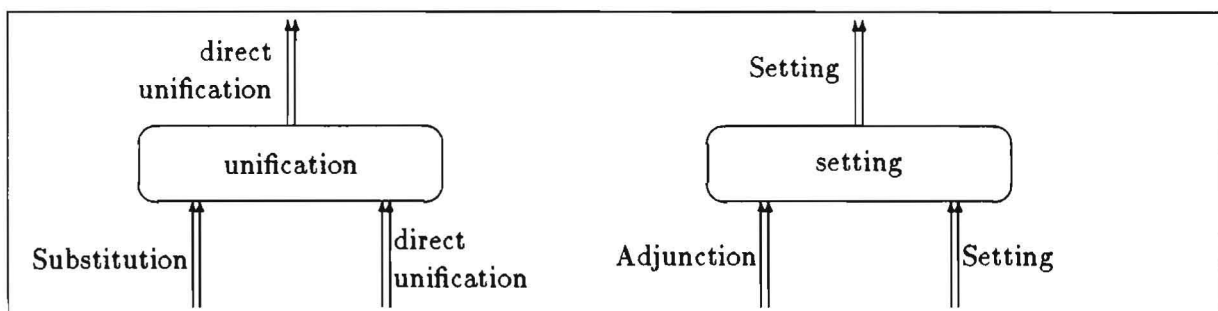 direct
unification
Setting
unification
setting
Substitution
direct
unification
Adjunction
Setting